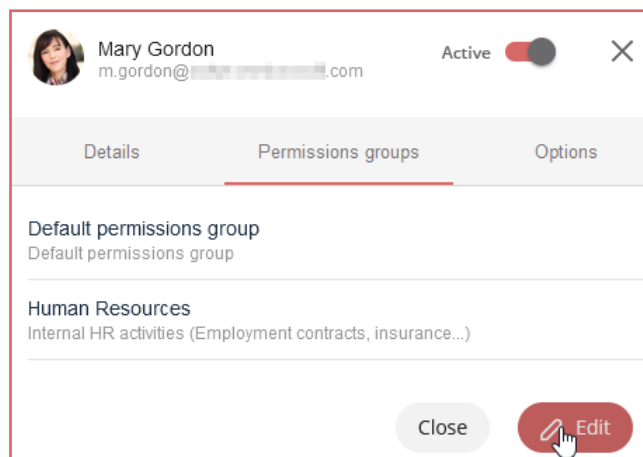 Mary Gordon
Active
m.gordon@ .com
Details Permissions groups Options
Default permissions group
Default permissions group
Human Resources
Internal HR activities (Employment contracts, insurance...)
Close Edit